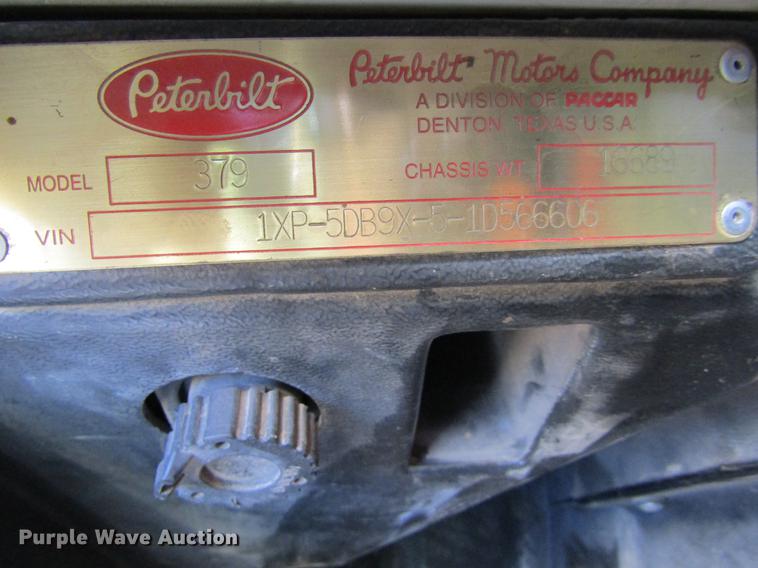 Peterbilt
Peterbilt Motors Company
A DIVISION OF PACCAR
DENTON, TEXAS U.S.A.
MODEL 379
CHASSIS WT. 16689
VIN 1XP-5DB9X-5-1D566606
Purple Wave Auction